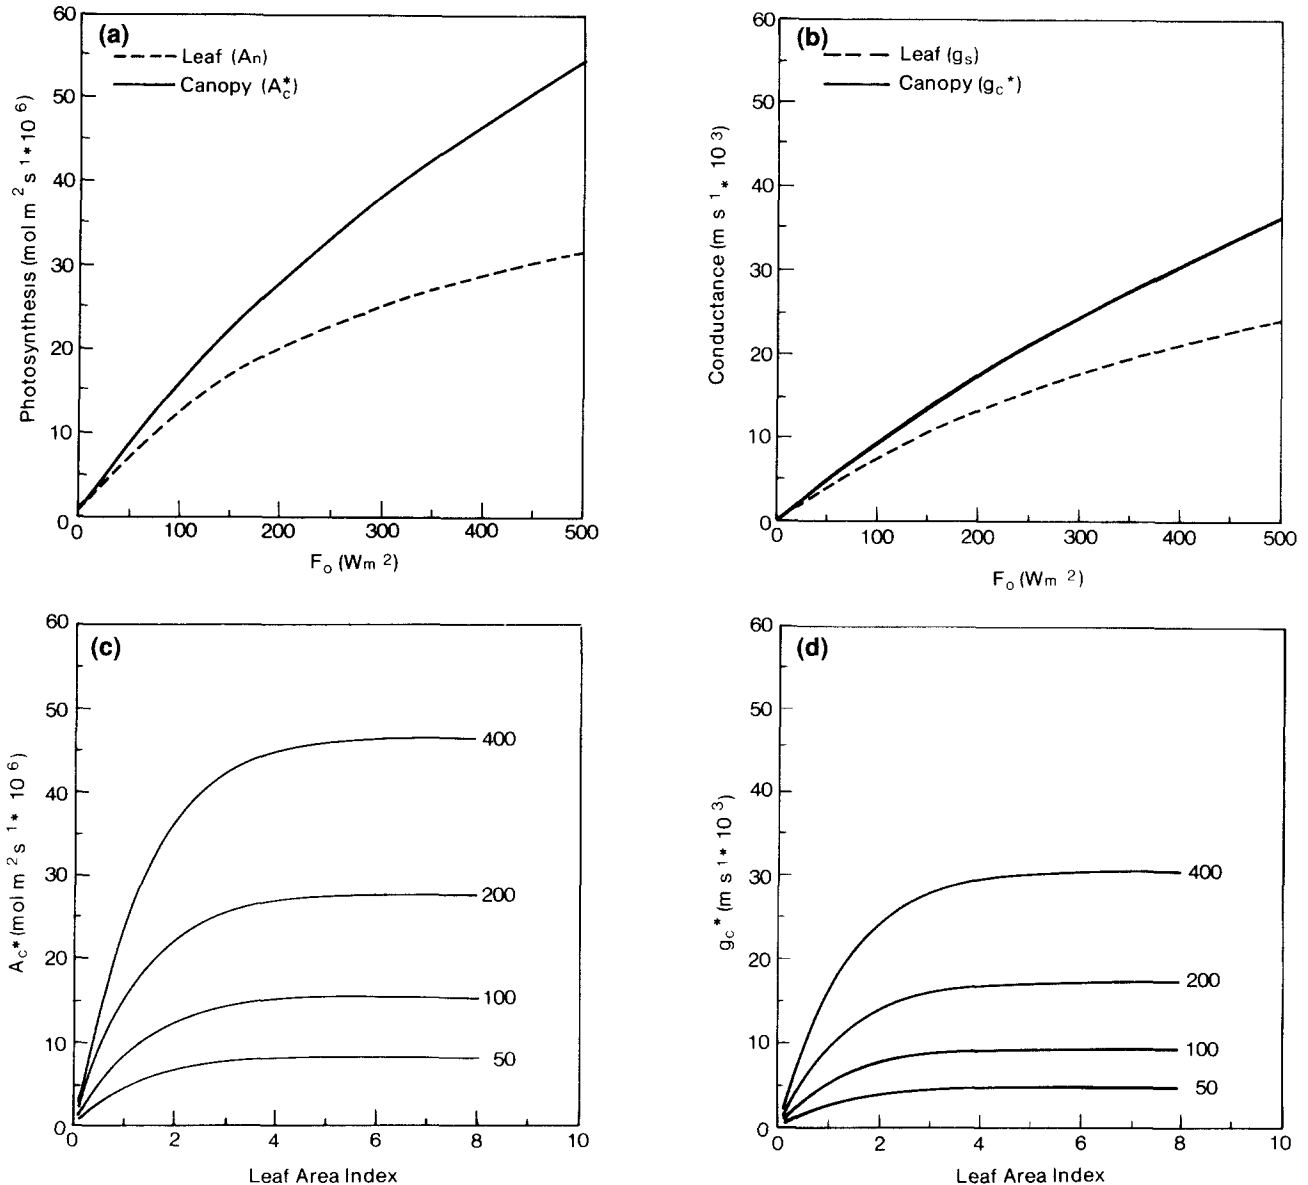 (a)
Leaf (An)
Canopy (A*c)
60
50
40
30
20
10
0
Photosynthesis (mol m 2 s 1 * 10 6)
0 100 200 300 400 500
Fo (Wm 2)
(b)
Leaf (gs)
Canopy (gc*)
60
50
40
30
20
10
0
Conductance (m s 1 * 10 3)
0 100 200 300 400 500
Fo (Wm 2)
(c)
60
50
40
30
20
10
0
Ac* (mol m 2 s 1 * 10 6)
400
200
100
50
0 2 4 6 8 10
Leaf Area Index
(d)
60
50
40
30
20
10
0
gc* (m s 1 * 10 3)
400
200
100
50
0 2 4 6 8 10
Leaf Area Index